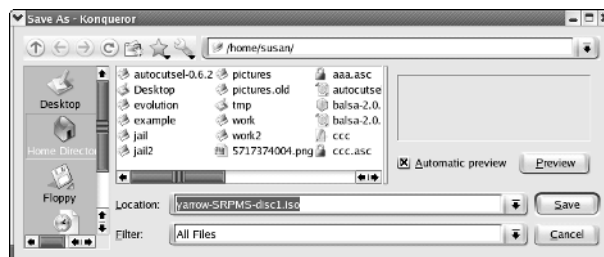 Save As - Konqueror
/home/susan/
autocutsel-0.6.2 pictures aaa.asc
Desktop pictures.old autocutse
evolution tmp balsa-2.0.
example work balsa-2.0.
jail work2 ccc
jail2 5717374004.png ccc.asc
Desktop
Home Directo
Floppy
Automatic preview Preview
Location: yarrow-SRPMS-disc1.iso Save
Filter: All Files Cancel